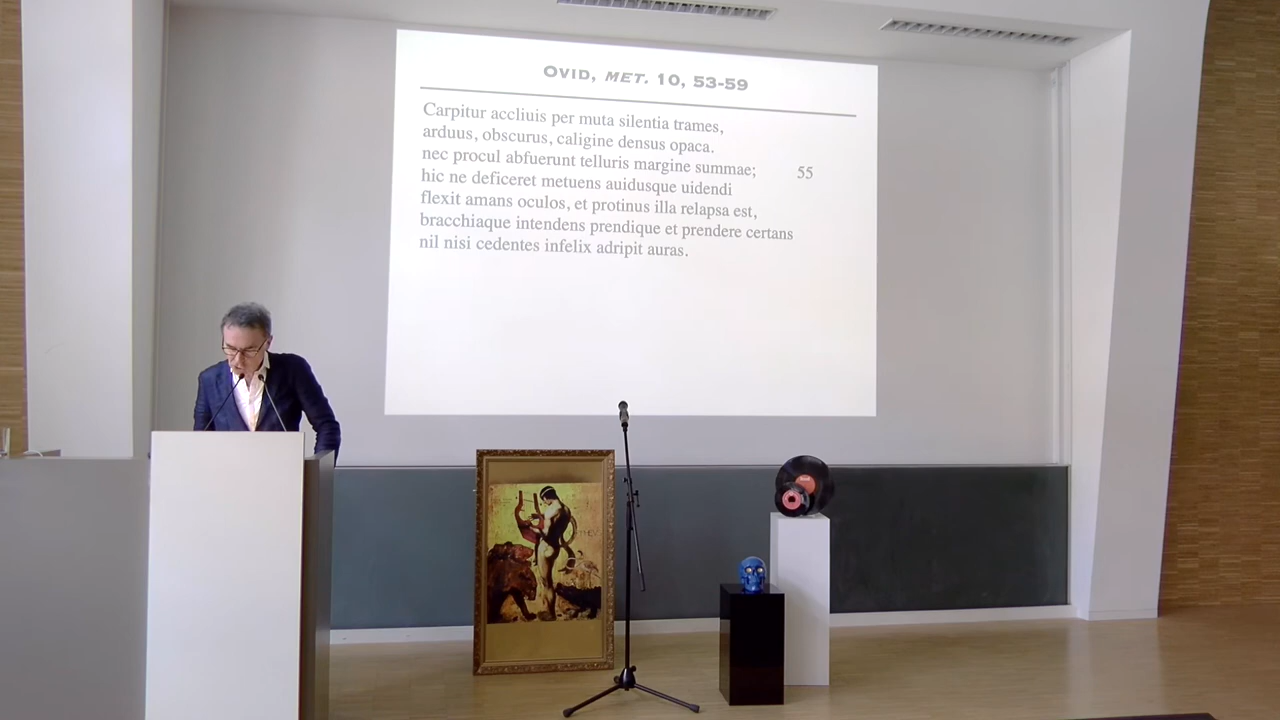 OVID, MET. 10, 53-59
Carpitur accliuis per muta silentia trames,
arduus, obscurus, caligine densus opaca.
nec procul abfuerunt telluris margine summae; 55
hic ne deficeret metuens auidusque uidendi
flexit amans oculos, et protinus illa relapsa est,
bracchiaque intendens prendique et prendere certans
nil nisi cedentes infelix adripit auras.